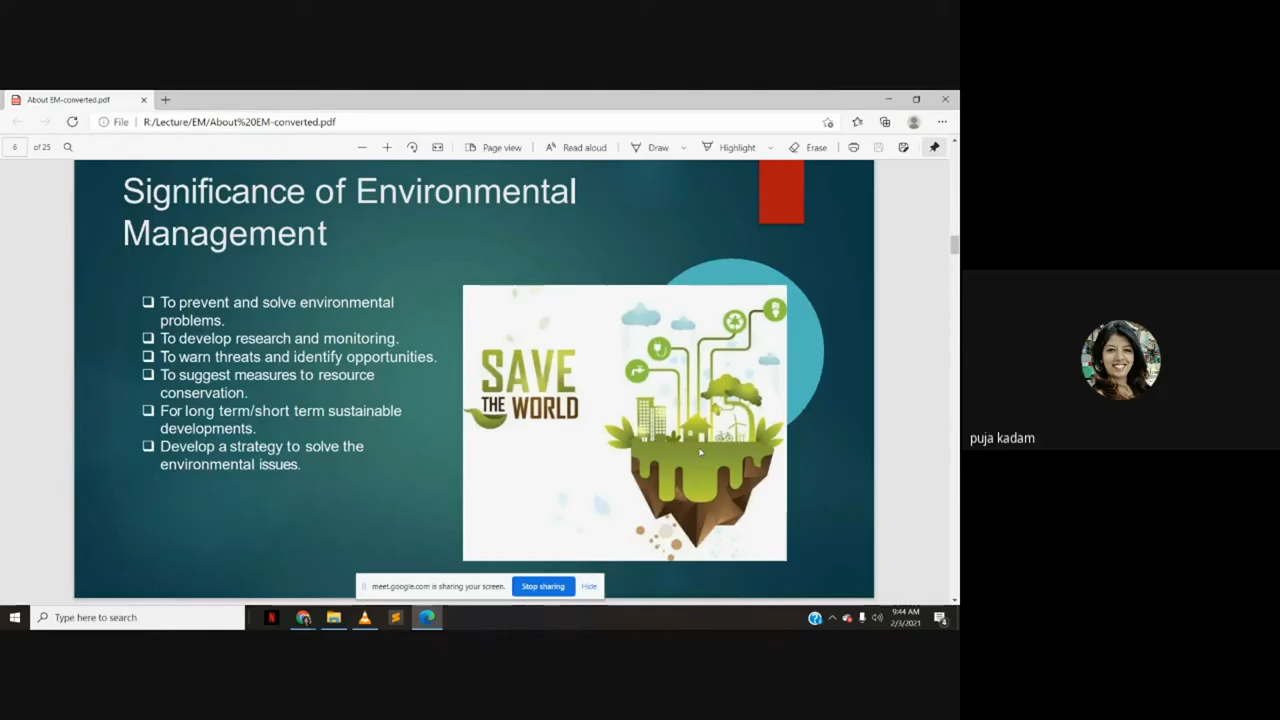 About EM-converted.pdf
File
R:/Lecture/EM/About%20EM-converted.pdf
6 of 25
Page view
Read aloud
Draw
Highlight
Erase
Significance of Environmental
Management
To prevent and solve environmental
problems.
To develop research and monitoring.
To warn threats and identify opportunities.
To suggest measures to resource
conservation.
For long term/short term sustainable
developments.
Develop a strategy to solve the
environmental issues.
SAVE
THE WORLD
puja kadam
meet.google.com is sharing your screen.
Stop sharing
Hide
Type here to search
9:44 AM
2/3/2021
4